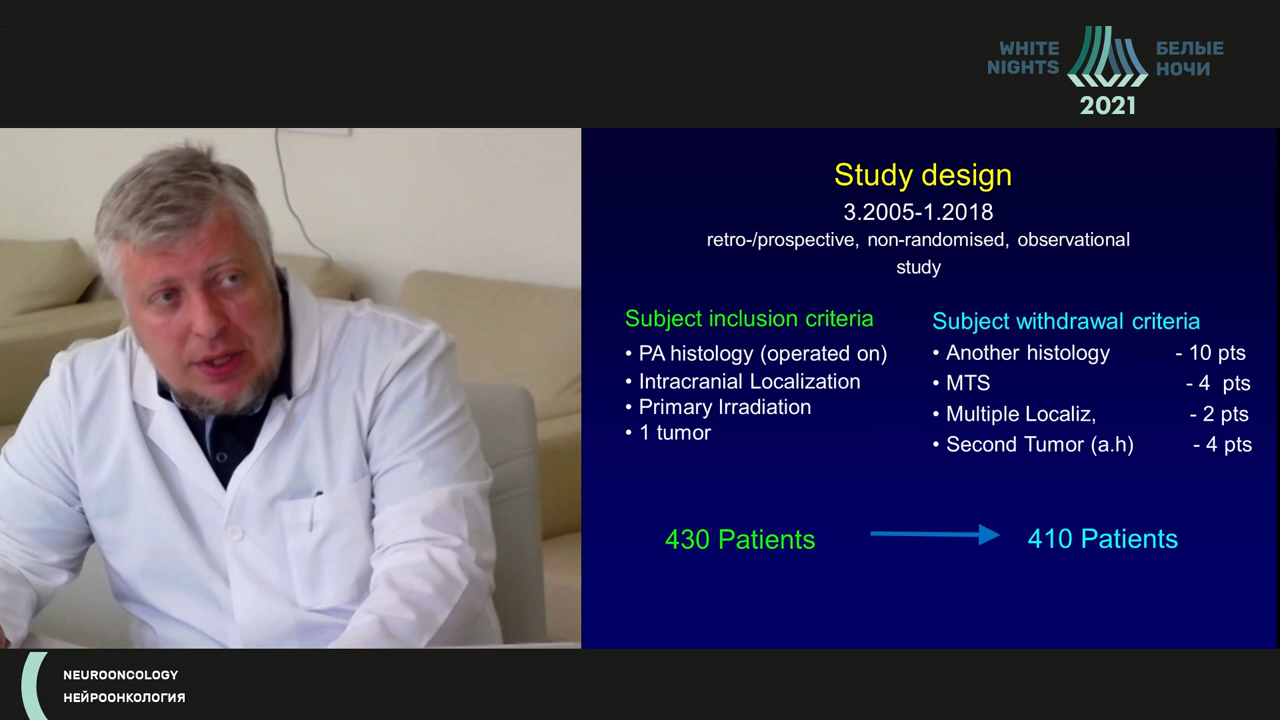 WHITE
NIGHTS
БЕЛЫЕ
НОЧИ
2021
Study design
3.2005-1.2018
retro-/prospective, non-randomised, observational
study
Subject inclusion criteria
• PA histology (operated on)
• Intracranial Localization
• Primary Irradiation
• 1 tumor
Subject withdrawal criteria
• Another histology - 10 pts
• MTS - 4 pts
• Multiple Localiz, - 2 pts
• Second Tumor (a.h) - 4 pts
430 Patients
410 Patients
NEUROONCOLOGY
НЕЙРООНКОЛОГИЯ